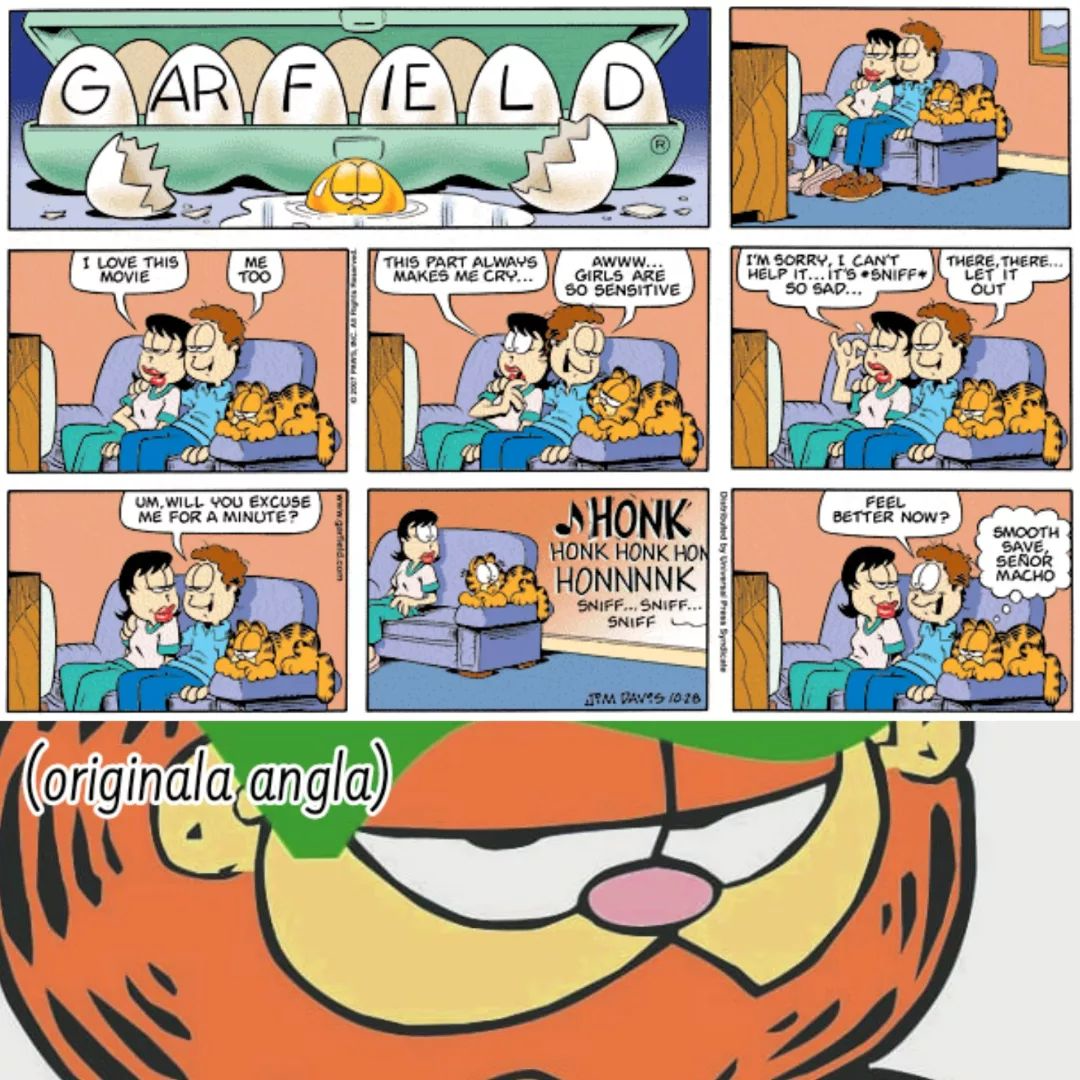 GARFIELD
®
I LOVE THIS
MOVIE
ME
TOO
© 2007 PAWS, INC. All Rights Reserved.
THIS PART ALWAYS
MAKES ME CRY...
AWWW...
GIRLS ARE
SO SENSITIVE
I'M SORRY, I CAN'T
HELP IT...IT'S *SNIFF*
SO SAD...
THERE, THERE...
LET IT
OUT
UM, WILL YOU EXCUSE
ME FOR A MINUTE?
www.garfield.com
♪HONK
HONK HONK HON
HONNNNK
SNIFF... SNIFF...
SNIFF
JIM DAVIS 10·28
Distributed by Universal Press Syndicate
FEEL
BETTER NOW?
SMOOTH
SAVE,
SEÑOR
MACHO
(originala angla)